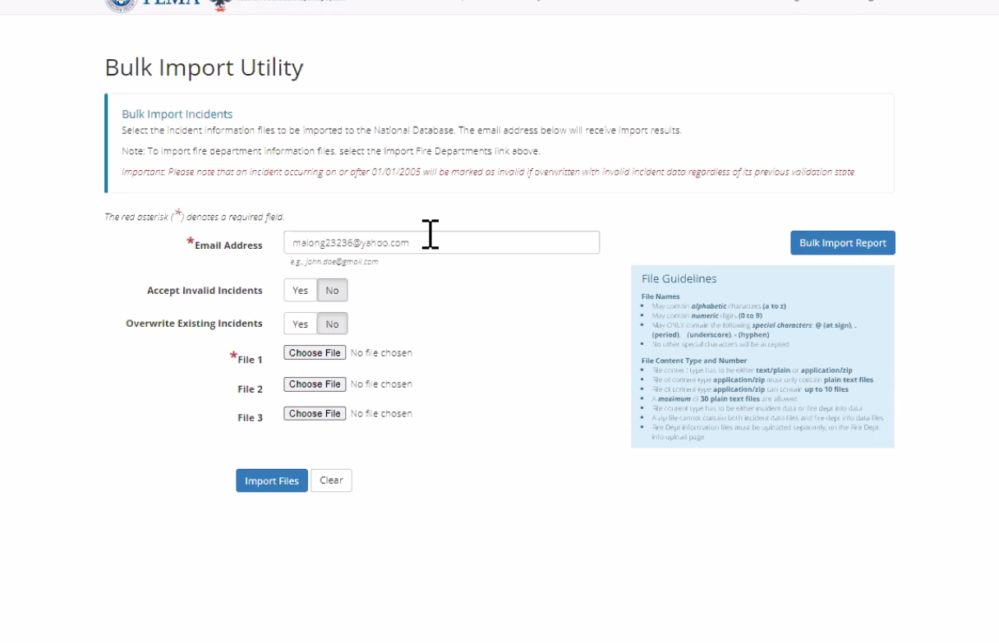 FEMA
Bulk Import Utility
Bulk Import Incidents
Select the incident information files to be imported to the National Database. The email address below will receive import results.
Note: To import fire department information files, select the Import Fire Departments link above.
Important: Please note that an incident occurring on or after 01/01/2005 will be marked as invalid if overwritten with invalid incident data regardless of its previous validation state.
The red asterisk (*) denotes a required field.
*Email Address
malong23236@yahoo.com
Bulk Import Report
e.g., john.doe@gmail.com
Accept Invalid Incidents Yes No
Overwrite Existing Incidents Yes No
*File 1 Choose File No file chosen
File 2 Choose File No file chosen
File 3 Choose File No file chosen
Import Files Clear
File Guidelines
File Names
• May contain alphabetic characters (a to z)
• May contain numeric digits (0 to 9)
• May ONLY contain the following special characters: @ (at sign), .
(period), _ (underscore), - (hyphen)
• No other special characters will be accepted
File Content Type and Number
• File content type has to be either text/plain or application/zip
• File of content type application/zip must only contain plain text files
• File of content type application/zip can contain up to 10 files
• A maximum of 30 plain text files are allowed
• File content type has to be either incident data or fire dept info data
• A zip file cannot contain both incident data files and fire dept info data files
• Fire Dept information files must be uploaded separately, on the Fire Dept
info upload page